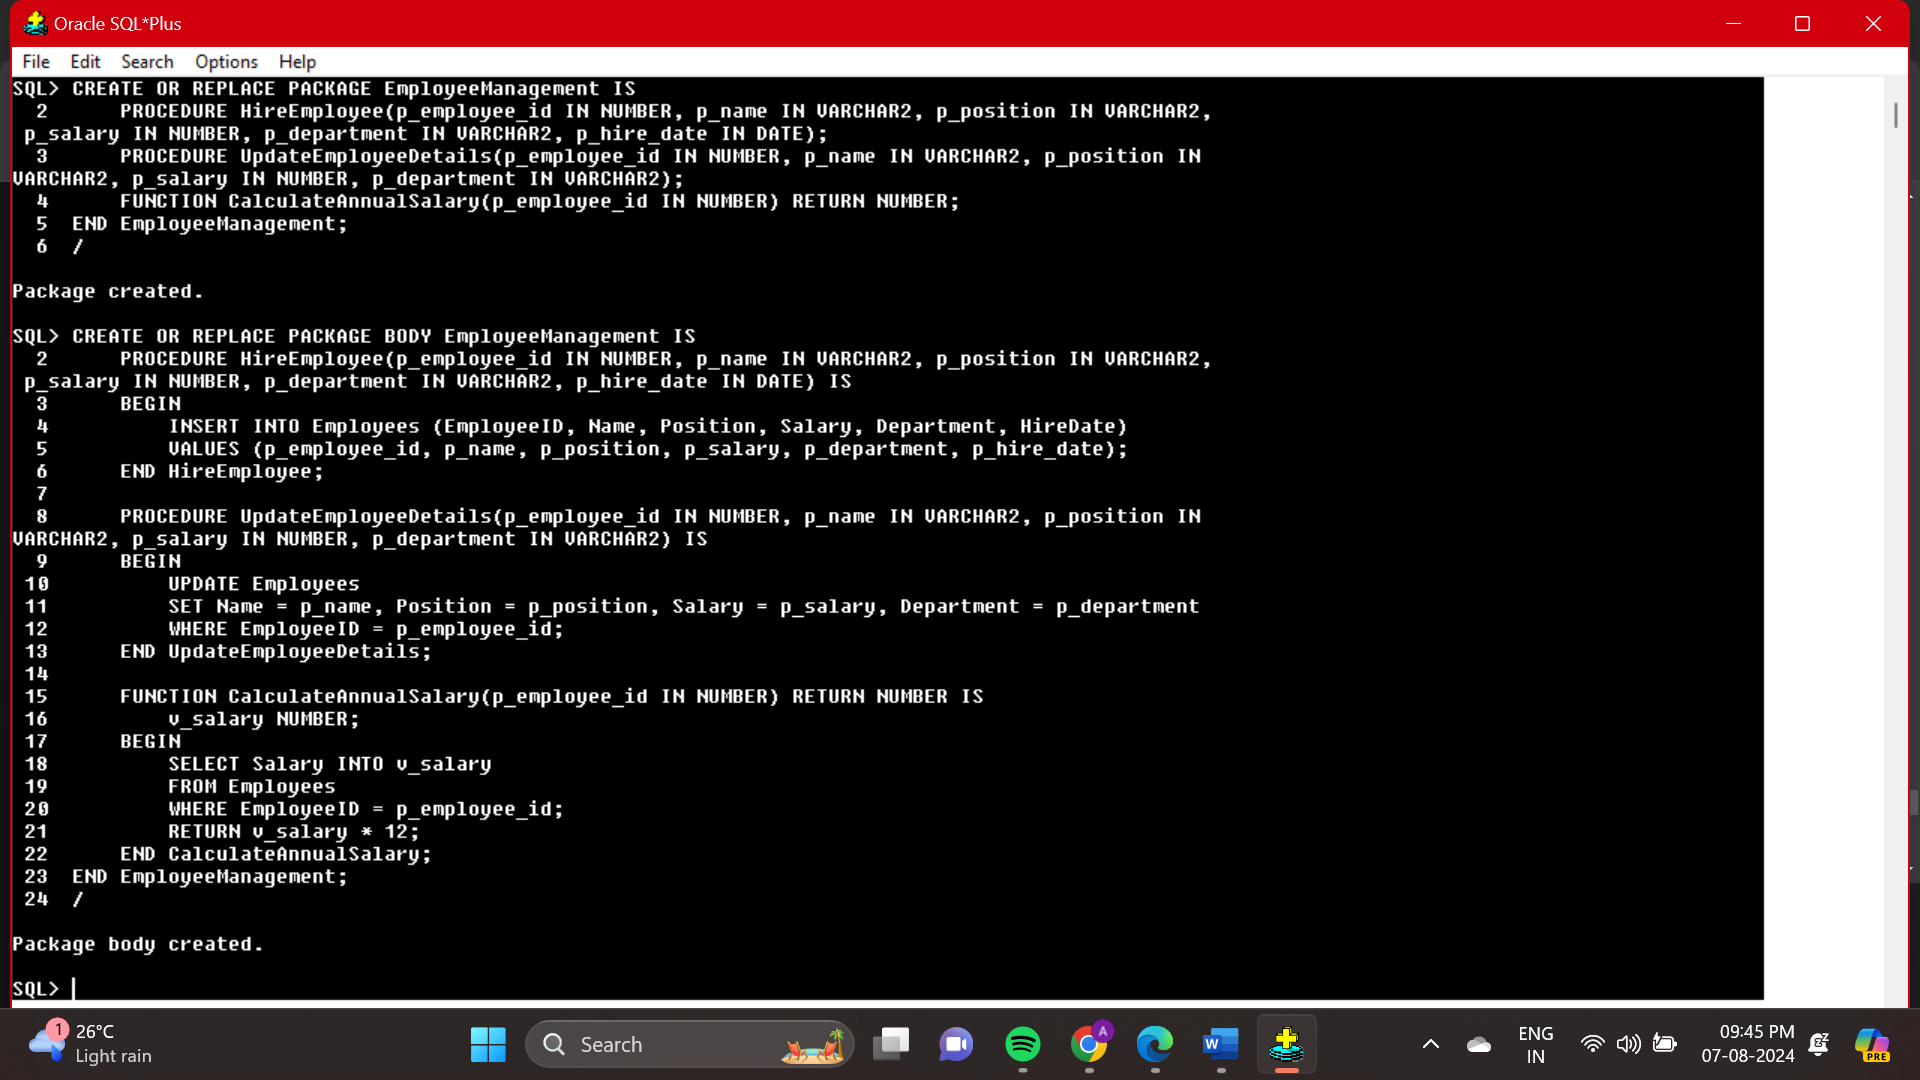 Oracle SQL*Plus
File Edit Search Options Help
SQL> CREATE OR REPLACE PACKAGE EmployeeManagement IS
  2      PROCEDURE HireEmployee(p_employee_id IN NUMBER, p_name IN VARCHAR2, p_position IN VARCHAR2,
 p_salary IN NUMBER, p_department IN VARCHAR2, p_hire_date IN DATE);
  3      PROCEDURE UpdateEmployeeDetails(p_employee_id IN NUMBER, p_name IN VARCHAR2, p_position IN
VARCHAR2, p_salary IN NUMBER, p_department IN VARCHAR2);
  4      FUNCTION CalculateAnnualSalary(p_employee_id IN NUMBER) RETURN NUMBER;
  5  END EmployeeManagement;
  6  /
Package created.
SQL> CREATE OR REPLACE PACKAGE BODY EmployeeManagement IS
  2      PROCEDURE HireEmployee(p_employee_id IN NUMBER, p_name IN VARCHAR2, p_position IN VARCHAR2,
 p_salary IN NUMBER, p_department IN VARCHAR2, p_hire_date IN DATE) IS
  3      BEGIN
  4          INSERT INTO Employees (EmployeeID, Name, Position, Salary, Department, HireDate)
  5          VALUES (p_employee_id, p_name, p_position, p_salary, p_department, p_hire_date);
  6      END HireEmployee;
  7
  8      PROCEDURE UpdateEmployeeDetails(p_employee_id IN NUMBER, p_name IN VARCHAR2, p_position IN
VARCHAR2, p_salary IN NUMBER, p_department IN VARCHAR2) IS
  9      BEGIN
 10          UPDATE Employees
 11          SET Name = p_name, Position = p_position, Salary = p_salary, Department = p_department
 12          WHERE EmployeeID = p_employee_id;
 13      END UpdateEmployeeDetails;
 14
 15      FUNCTION CalculateAnnualSalary(p_employee_id IN NUMBER) RETURN NUMBER IS
 16          v_salary NUMBER;
 17      BEGIN
 18          SELECT Salary INTO v_salary
 19          FROM Employees
 20          WHERE EmployeeID = p_employee_id;
 21          RETURN v_salary * 12;
 22      END CalculateAnnualSalary;
 23  END EmployeeManagement;
 24  /
Package body created.
SQL>
1 26°C
Light rain
Search
A
W
ENG
IN
09:45 PM
07-08-2024
PRE